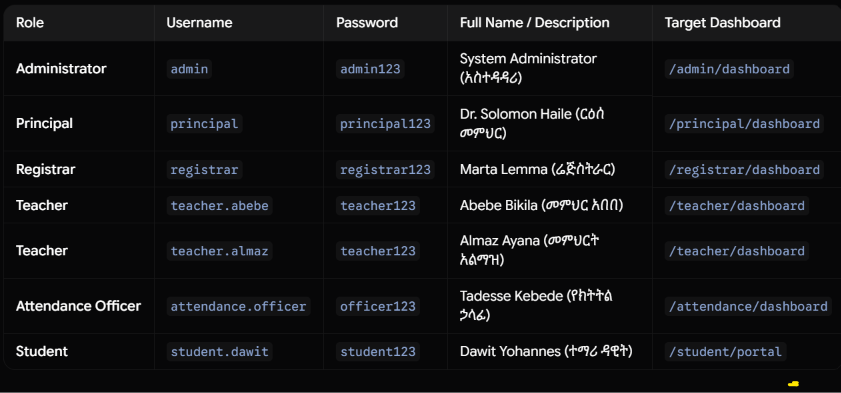 Role Username Password Full Name / Description Target Dashboard
Administrator admin admin123 System Administrator (አስተዳዳሪ) /admin/dashboard
Principal principal principal123 Dr. Solomon Haile (ርዕሰ መምህር) /principal/dashboard
Registrar registrar registrar123 Marta Lemma (ሬጅስትራር) /registrar/dashboard
Teacher teacher.abebe teacher123 Abebe Bikila (መምህር አበበ) /teacher/dashboard
Teacher teacher.almaz teacher123 Almaz Ayana (መምህርት አልማዝ) /teacher/dashboard
Attendance Officer attendance.officer officer123 Tadesse Kebede (የክትትል ኃላፊ) /attendance/dashboard
Student student.dawit student123 Dawit Yohannes (ተማሪ ዳዊት) /student/portal